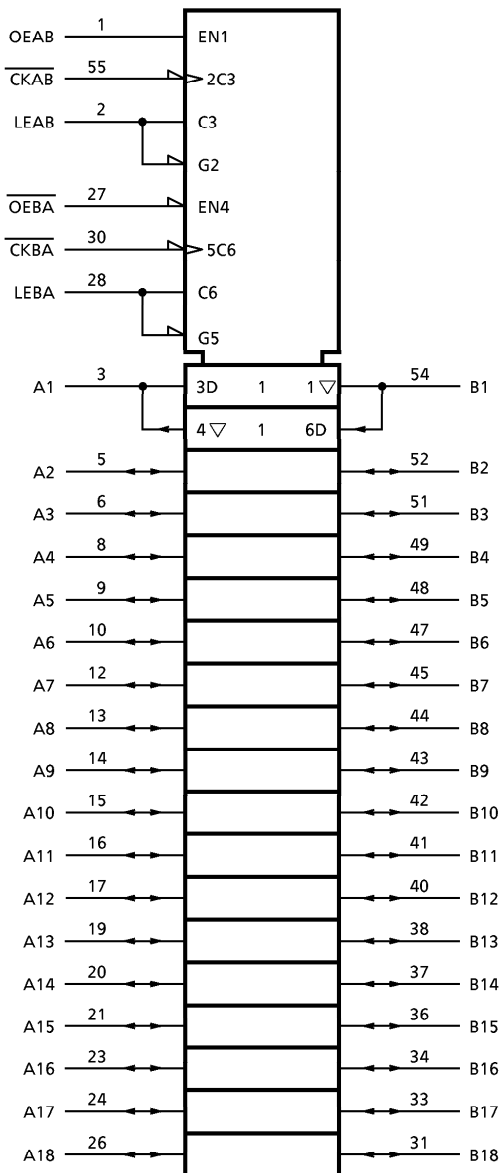 OEAB 1 EN1
CKAB 55 2C3
LEAB 2 C3
G2
OEBA 27 EN4
CKBA 30 5C6
LEBA 28 C6
G5
A1 3 3D 1 1 ▽ 54 B1
4 ▽ 1 6D
A2 5 52 B2
A3 6 51 B3
A4 8 49 B4
A5 9 48 B5
A6 10 47 B6
A7 12 45 B7
A8 13 44 B8
A9 14 43 B9
A10 15 42 B10
A11 16 41 B11
A12 17 40 B12
A13 19 38 B13
A14 20 37 B14
A15 21 36 B15
A16 23 34 B16
A17 24 33 B17
A18 26 31 B18